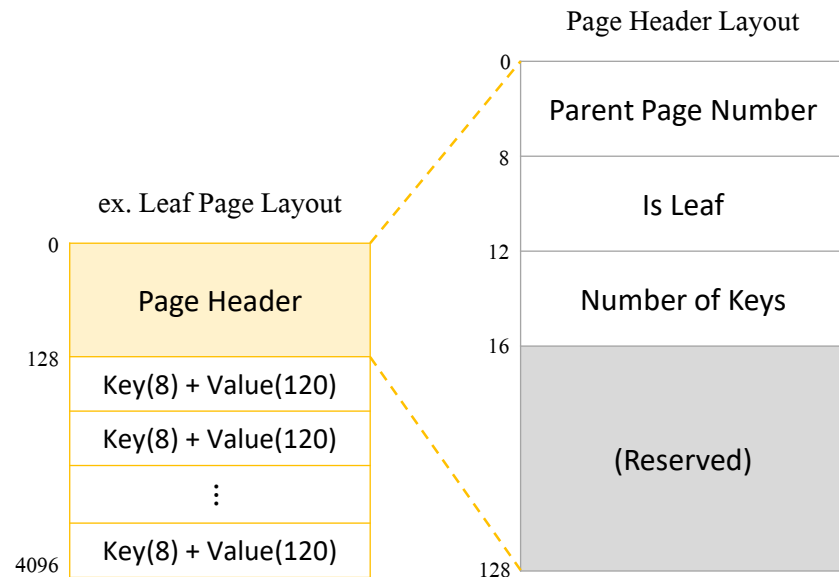 Page Header Layout
0
Parent Page Number
8
Is Leaf
12
Number of Keys
16
(Reserved)
128
ex. Leaf Page Layout
0
Page Header
128
Key(8) + Value(120)
Key(8) + Value(120)
⋮
Key(8) + Value(120)
4096